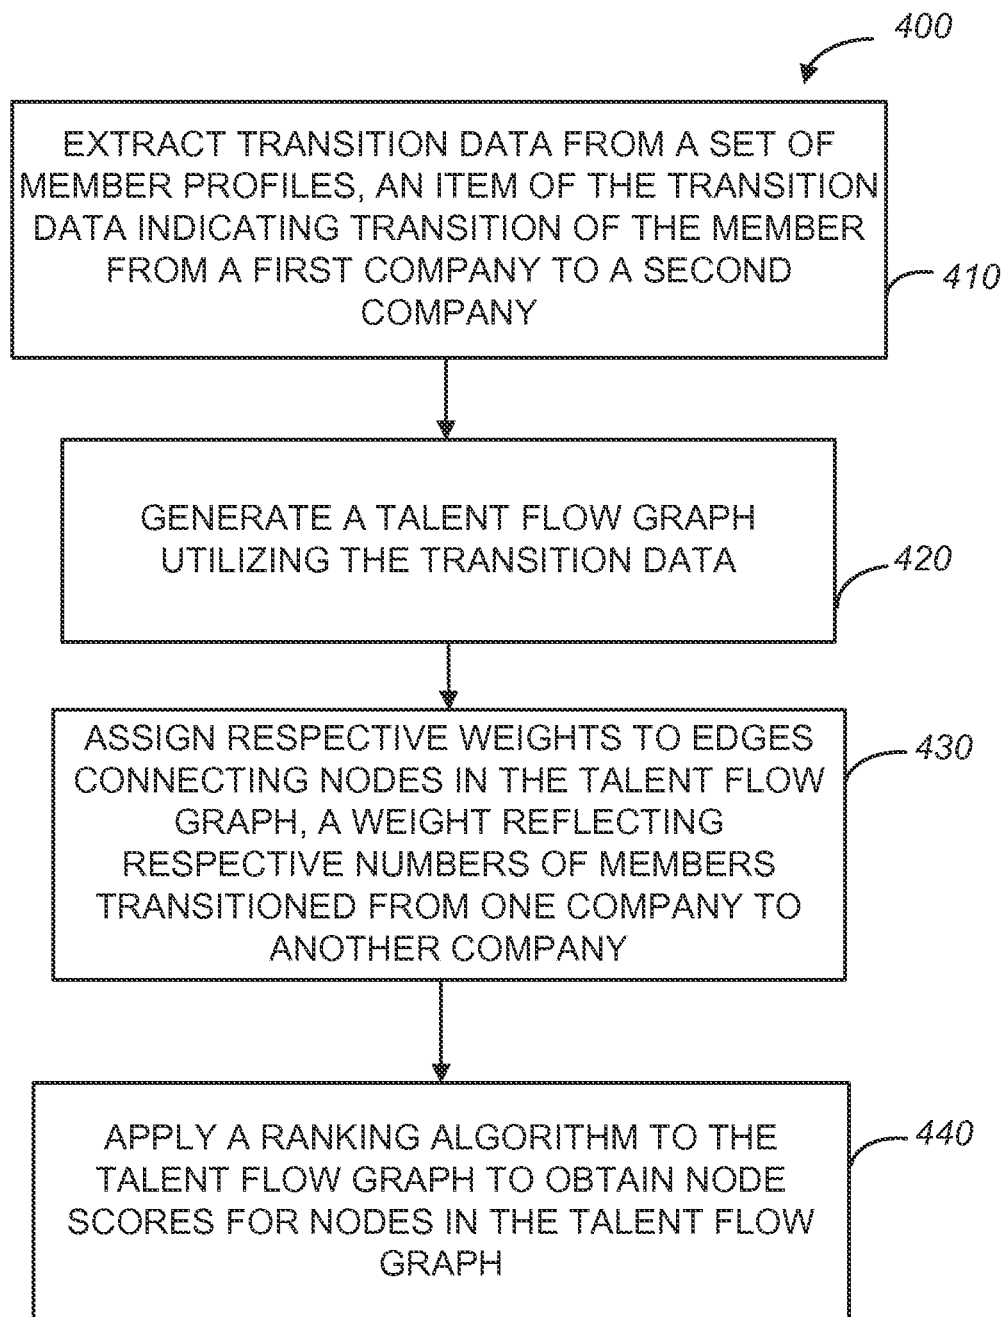 400
EXTRACT TRANSITION DATA FROM A SET OF
MEMBER PROFILES, AN ITEM OF THE TRANSITION
DATA INDICATING TRANSITION OF THE MEMBER
FROM A FIRST COMPANY TO A SECOND
COMPANY
410
GENERATE A TALENT FLOW GRAPH
UTILIZING THE TRANSITION DATA
420
ASSIGN RESPECTIVE WEIGHTS TO EDGES
CONNECTING NODES IN THE TALENT FLOW
GRAPH, A WEIGHT REFLECTING
RESPECTIVE NUMBERS OF MEMBERS
TRANSITIONED FROM ONE COMPANY TO
ANOTHER COMPANY
430
APPLY A RANKING ALGORITHM TO THE
TALENT FLOW GRAPH TO OBTAIN NODE
SCORES FOR NODES IN THE TALENT FLOW
GRAPH
440